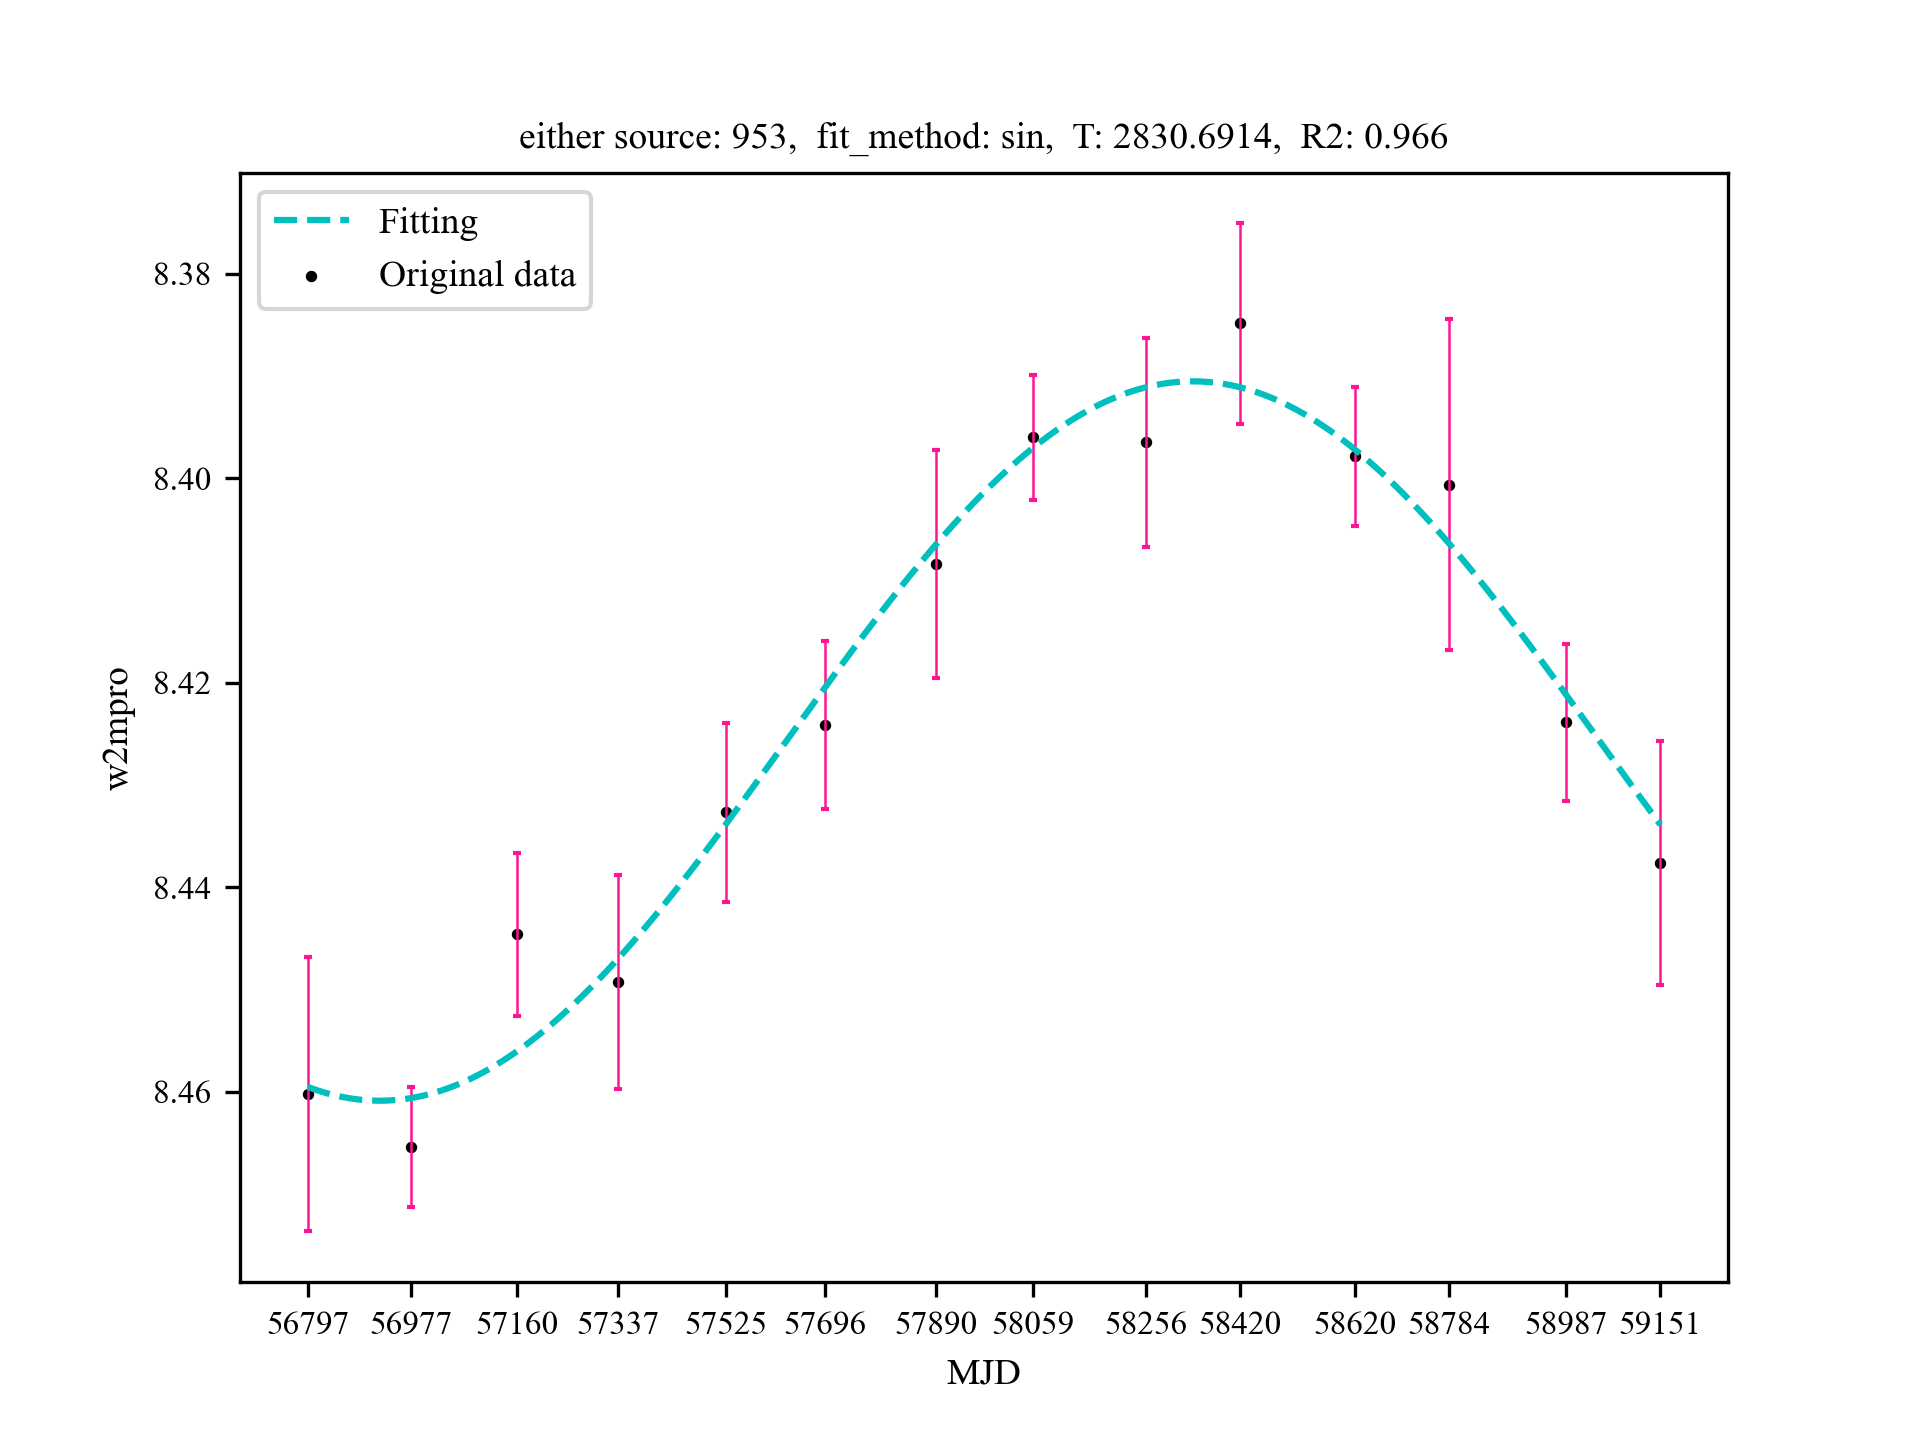 either source: 953,  fit_method: sin,  T: 2830.6914,  R2: 0.966
Fitting
Original data
8.38
8.40
8.42
8.44
8.46
w2mpro
56797 56977 57160 57337 57525 57696 57890 58059 58256 58420 58620 58784 58987 59151
MJD